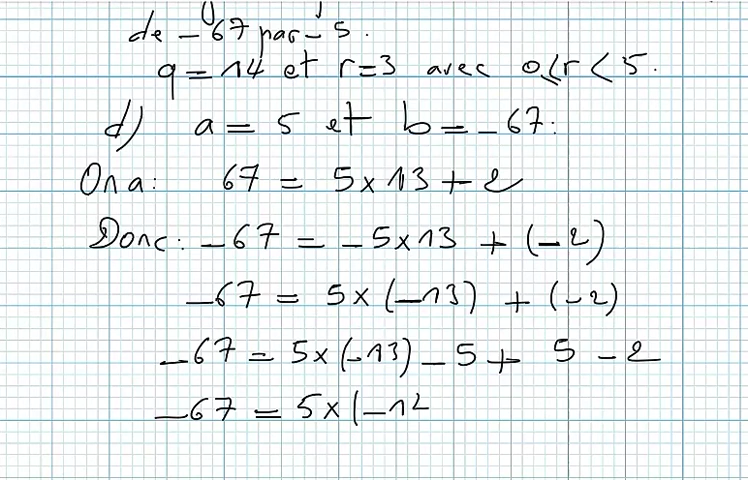 de -67 par -5.
q = 14 et r = 3 avec 0 ≤ r < 5.
d) a = 5 et b = -67:
On a: 67 = 5 x 13 + 2
Donc: -67 = -5 x 13 + (-2)
-67 = 5 x (-13) + (-2)
-67 = 5 x (-13) - 5 + 5 - 2
-67 = 5 x (-12